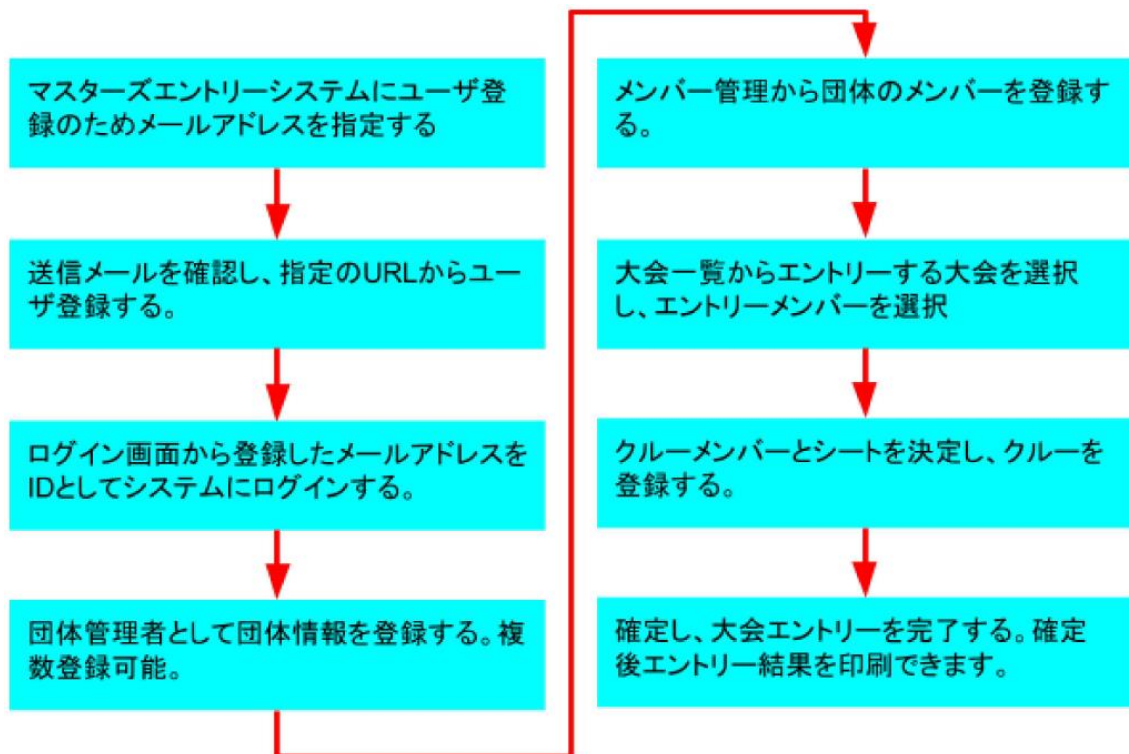 マスターズエントリーシステムにユーザ登
録のためメールアドレスを指定する
送信メールを確認し、指定のURLからユー
ザ登録する。
ログイン画面から登録したメールアドレスを
IDとしてシステムにログインする。
団体管理者として団体情報を登録する。複
数登録可能。
メンバー管理から団体のメンバーを登録す
る。
大会一覧からエントリーする大会を選択
し、エントリーメンバーを選択
クルーメンバーとシートを決定し、クルーを
登録する。
確定し、大会エントリーを完了する。確定
後エントリー結果を印刷できます。